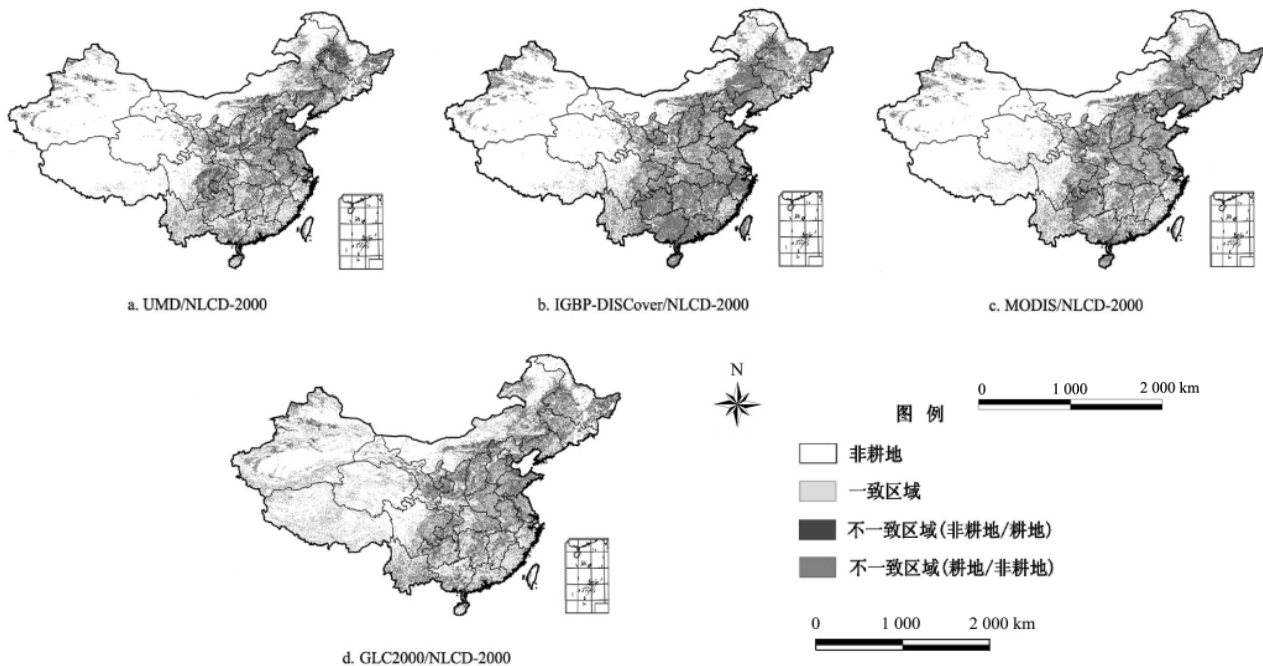 a. UMD/NLCD-2000
b. IGBP-DISCover/NLCD-2000
c. MODIS/NLCD-2000
N
0 1 000 2 000 km
图 例
非耕地
一致区域
不一致区域(非耕地/耕地)
不一致区域(耕地/非耕地)
0 1 000 2 000 km
d. GLC2000/NLCD-2000